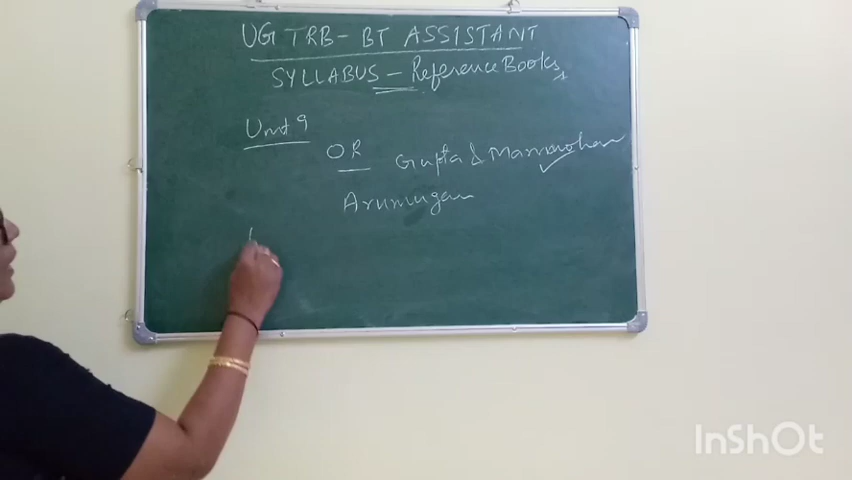 UG TRB - BT ASSISTANT
SYLLABUS - Reference Books
Unit 9
OR Gupta & Manmohan
Arumugam
InShOt